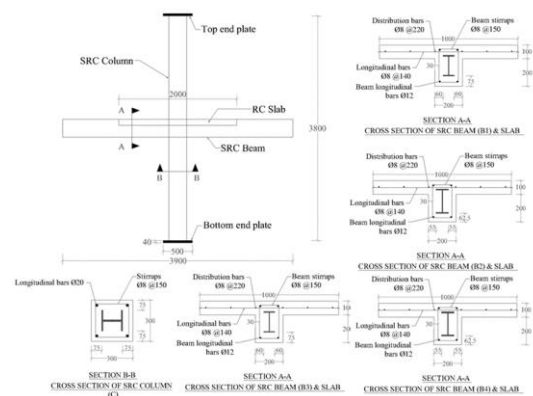 Top end plate
SRC Column
2000
RC Slab
A
A
SRC Beam
3800
B
B
Bottom end plate
40
500
3900
Distribution bars
Ø8 @220
Beam stirrups
Ø8 @150
1000
Longitudinal bars
Ø8 @140
30
100
200
75
Beam longitudinal
bars Ø12
60
60
200
SECTION A-A
CROSS SECTION OF SRC BEAM (B1) & SLAB
Distribution bars
Ø8 @220
Beam stirrups
Ø8 @150
1000
Longitudinal bars
Ø8 @140
30
100
200
62.5
Beam longitudinal
bars Ø12
55
55
200
SECTION A-A
CROSS SECTION OF SRC BEAM (B2) & SLAB
Longitudinal bars Ø20
Stirrups
Ø8 @150
75
300
75
75
75
300
SECTION B-B
CROSS SECTION OF SRC COLUMN
(C)
Distribution bars
Ø8 @220
Beam stirrups
Ø8 @150
1000
Longitudinal bars
Ø8 @140
30
Beam longitudinal
bars Ø12
60
60
200
SECTION A-A
CROSS SECTION OF SRC BEAM (B3) & SLAB
Distribution bars
Ø8 @220
Beam stirrups
Ø8 @150
1000
Longitudinal bars
Ø8 @140
30
100
200
Beam longitudinal
bars Ø12
55
55
200
SECTION A-A
CROSS SECTION OF SRC BEAM (B4) & SLAB